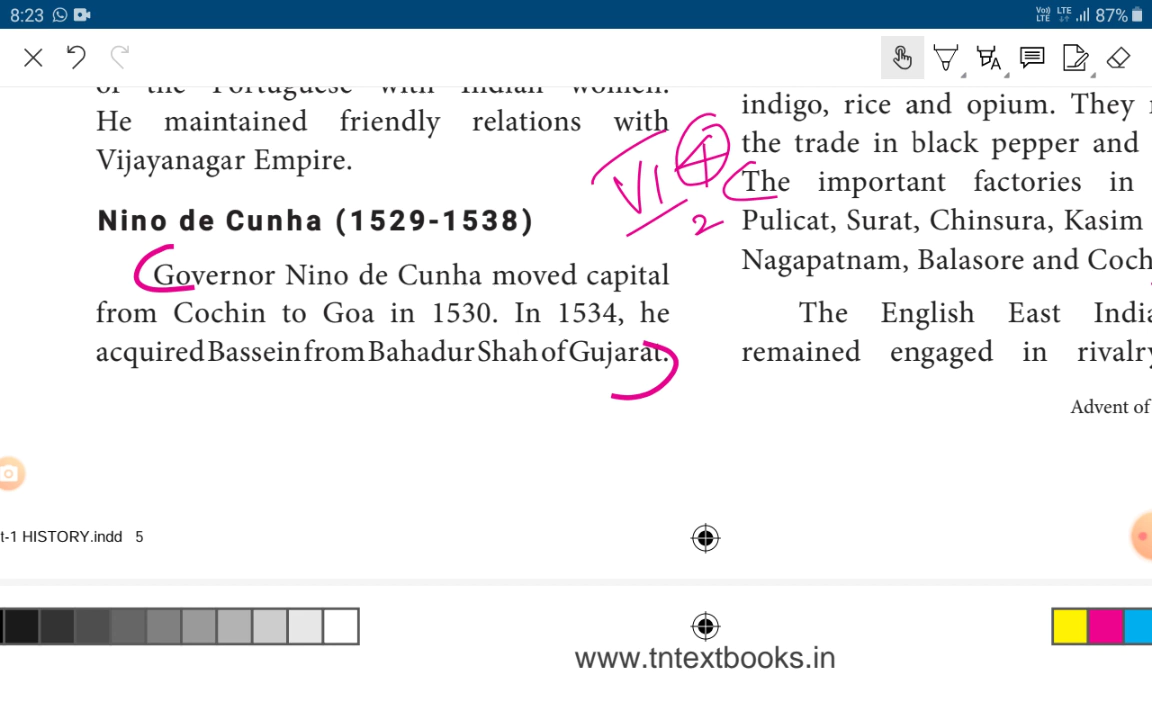 8:23
Vo)) LTE LTE 87%
He maintained friendly relations with
Vijayanagar Empire.
Nino de Cunha (1529-1538)
Governor Nino de Cunha moved capital
from Cochin to Goa in 1530. In 1534, he
acquired Bassein from Bahadur Shah of Gujarat.
VI
2
indigo, rice and opium. They
the trade in black pepper and
The important factories in
Pulicat, Surat, Chinsura, Kasim
Nagapatnam, Balasore and Coch
The English East India
remained engaged in rivalry
Advent of
t-1 HISTORY.indd 5
www.tntextbooks.in